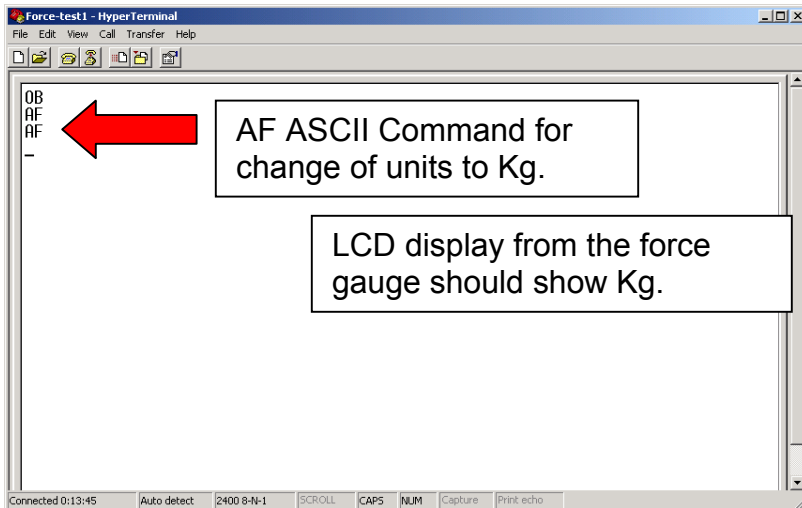 Force-test1 - HyperTerminal
File Edit View Call Transfer Help
OB
AF
AF
_
AF ASCII Command for
change of units to Kg.
LCD display from the force
gauge should show Kg.
Connected 0:13:45 Auto detect 2400 8-N-1 SCROLL CAPS NUM Capture Print echo